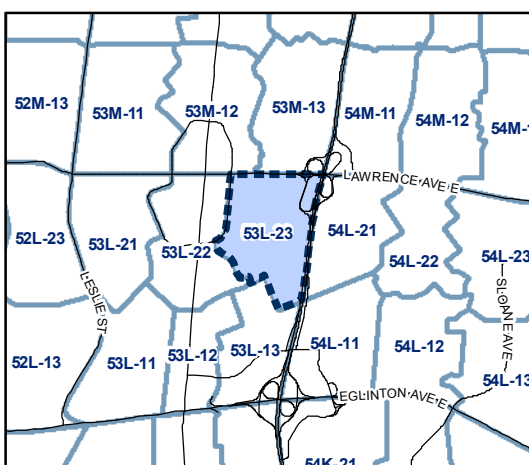 52M-13
53M-11
53M-12
53M-13
54M-11
54M-12
54M-1
LAWRENCE AVE E
52L-23
53L-21
53L-22
53L-23
54L-21
54L-22
54L-23
LESLIE ST
SLOANE AVE
52L-13
53L-11
53L-12
53L-13
54L-11
54L-12
54L-13
EGLINTON AVE E
54K-21